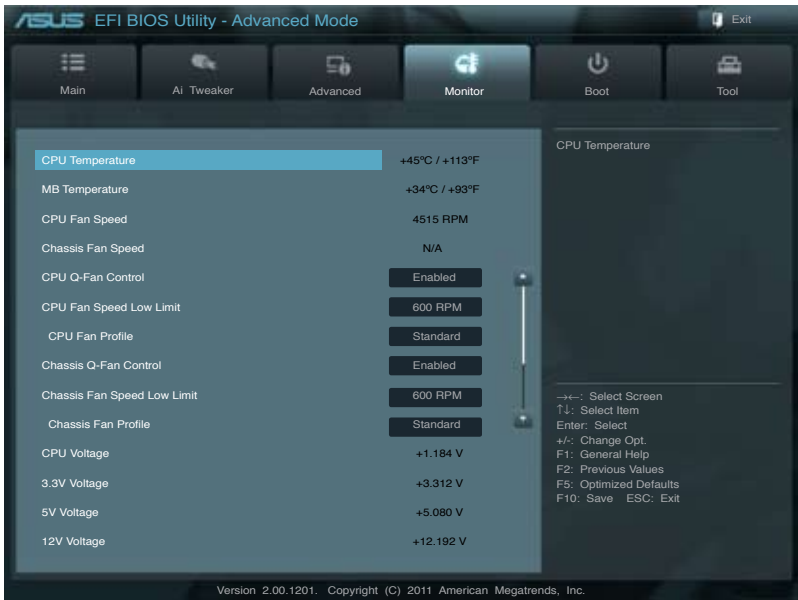 ASUS EFI BIOS Utility - Advanced Mode
Exit
Main
Ai Tweaker
Advanced
Monitor
Boot
Tool
CPU Temperature +45ºC / +113ºF
MB Temperature +34ºC / +93ºF
CPU Fan Speed 4515 RPM
Chassis Fan Speed N/A
CPU Q-Fan Control Enabled
CPU Fan Speed Low Limit 600 RPM
CPU Fan Profile Standard
Chassis Q-Fan Control Enabled
Chassis Fan Speed Low Limit 600 RPM
Chassis Fan Profile Standard
CPU Voltage +1.184 V
3.3V Voltage +3.312 V
5V Voltage +5.080 V
12V Voltage +12.192 V
CPU Temperature
→←: Select Screen
↑↓: Select Item
Enter: Select
+/-: Change Opt.
F1: General Help
F2: Previous Values
F5: Optimized Defaults
F10: Save ESC: Exit
Version 2.00.1201. Copyright (C) 2011 American Megatrends, Inc.